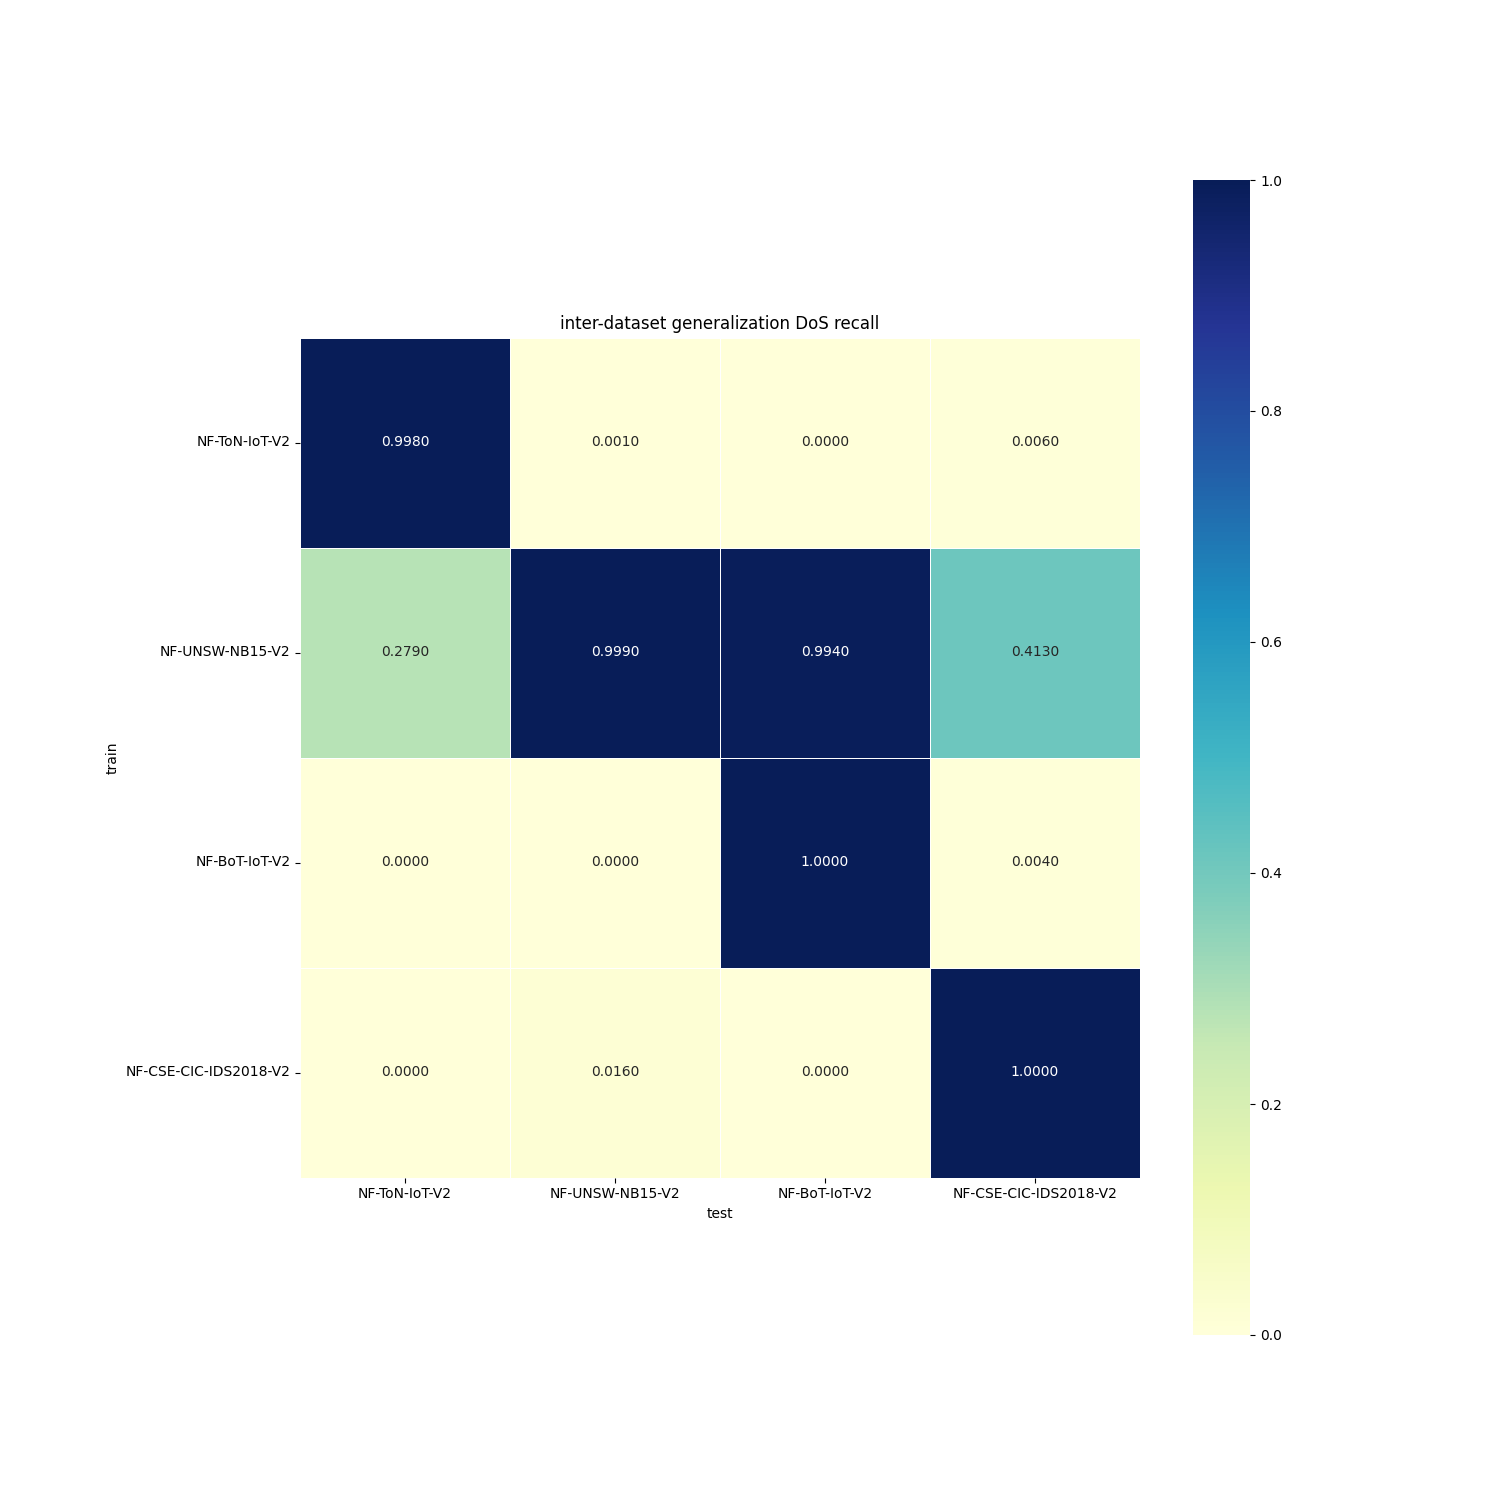 inter-dataset generalization DoS recall
NF-ToN-IoT-V2
0.9980 0.0010 0.0000 0.0060
NF-UNSW-NB15-V2
0.2790 0.9990 0.9940 0.4130
train
NF-BoT-IoT-V2
0.0000 0.0000 1.0000 0.0040
NF-CSE-CIC-IDS2018-V2
0.0000 0.0160 0.0000 1.0000
NF-ToN-IoT-V2 NF-UNSW-NB15-V2 NF-BoT-IoT-V2 NF-CSE-CIC-IDS2018-V2
test
1.0
0.8
0.6
0.4
0.2
0.0